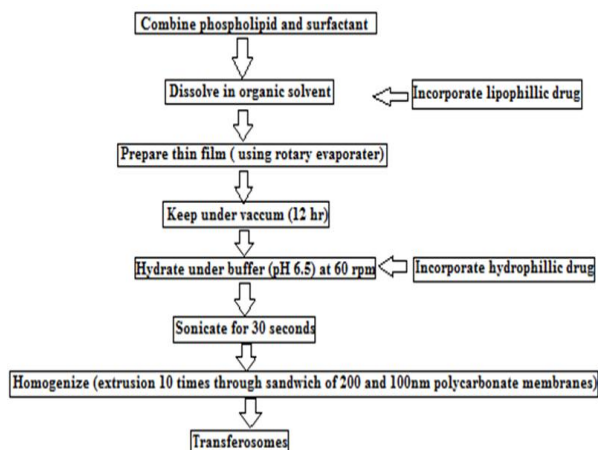 Combine phospholipid and surfactant
Dissolve in organic solvent
Incorporate lipophillic drug
Prepare thin film ( using rotary evaporater)
Keep under vaccum (12 hr)
Hydrate under buffer (pH 6.5) at 60 rpm
Incorporate hydrophillic drug
Sonicate for 30 seconds
Homogenize (extrusion 10 times through sandwich of 200 and 100nm polycarbonate membranes)
Transferosomes